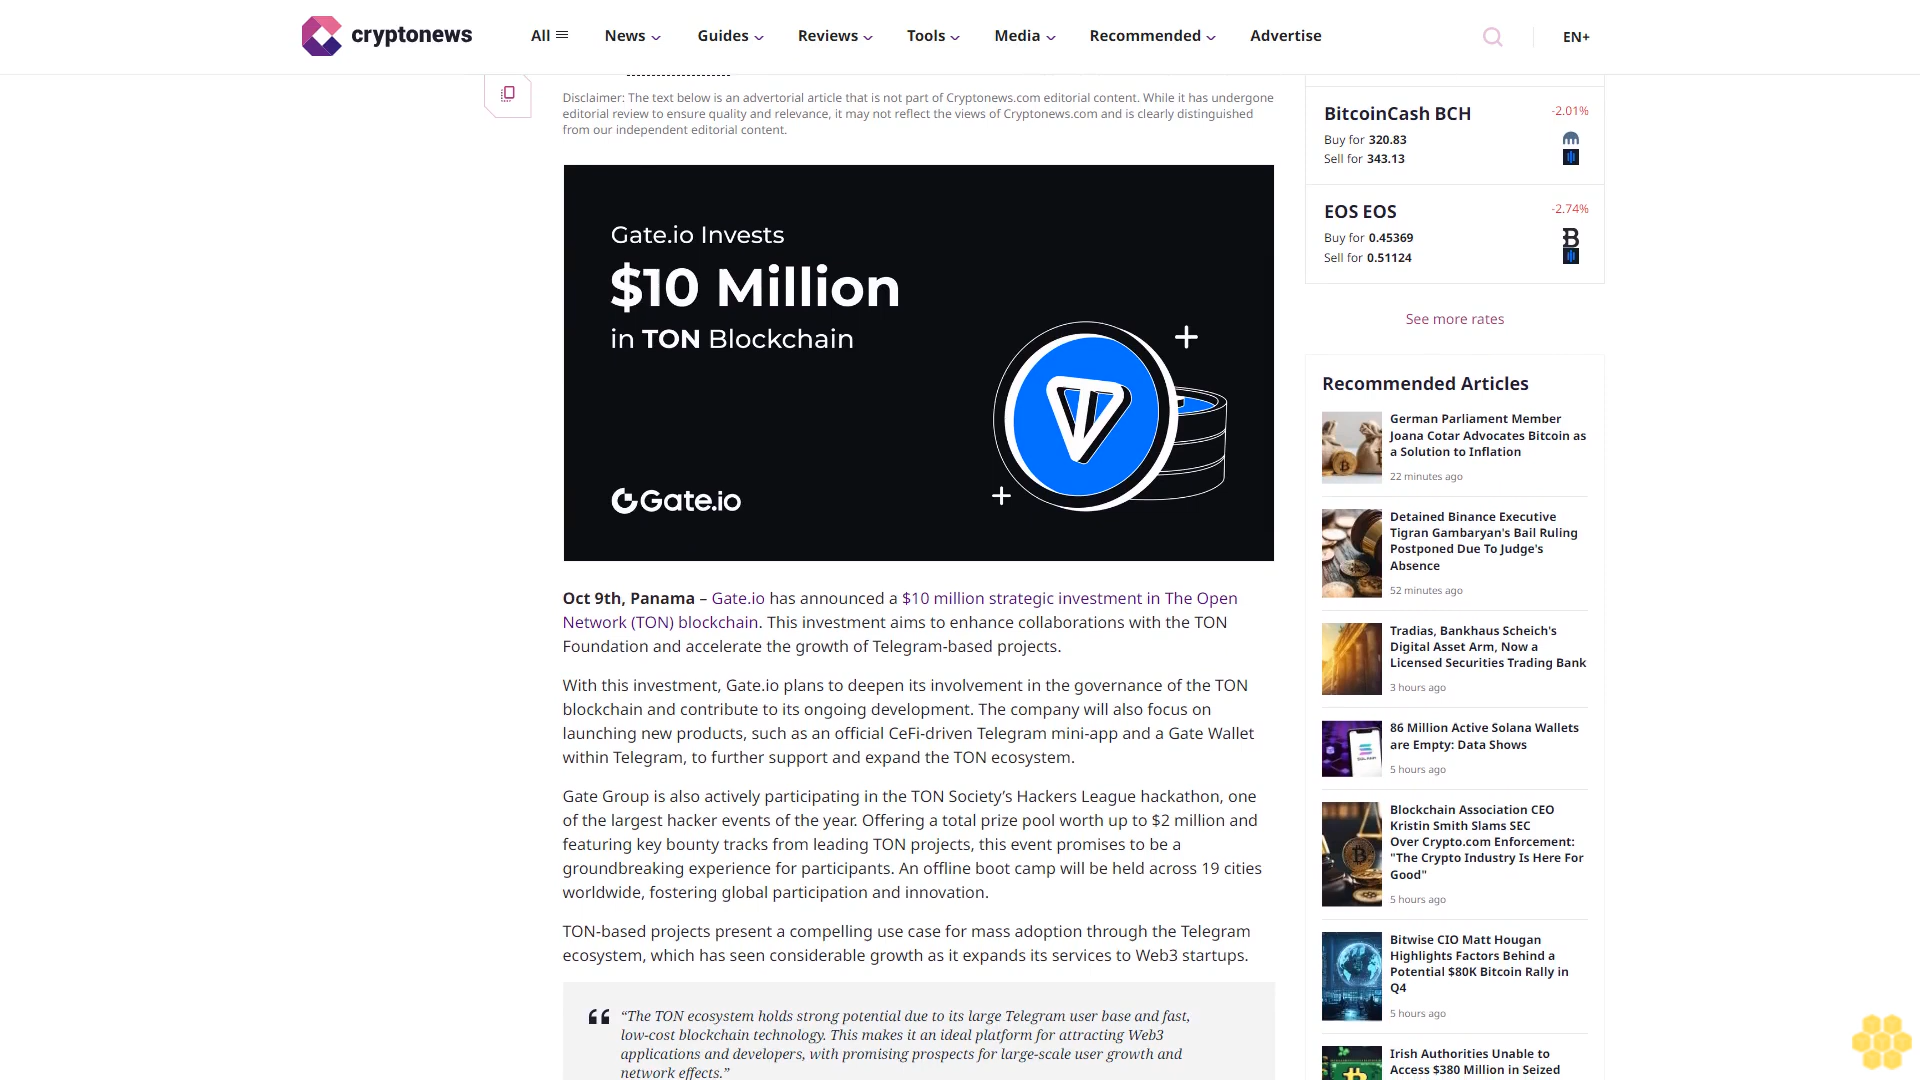 cryptonews
All
News
Guides
Reviews
Tools
Media
Recommended
Advertise
EN+
Disclaimer: The text below is an advertorial article that is not part of Cryptonews.com editorial content. While it has undergone
editorial review to ensure quality and relevance, it may not reflect the views of Cryptonews.com and is clearly distinguished
from our independent editorial content.
Gate.io Invests
$10 Million
in TON Blockchain
Gate.io
Oct 9th, Panama – Gate.io has announced a $10 million strategic investment in The Open
Network (TON) blockchain. This investment aims to enhance collaborations with the TON
Foundation and accelerate the growth of Telegram-based projects.
With this investment, Gate.io plans to deepen its involvement in the governance of the TON
blockchain and contribute to its ongoing development. The company will also focus on
launching new products, such as an official CeFi-driven Telegram mini-app and a Gate Wallet
within Telegram, to further support and expand the TON ecosystem.
Gate Group is also actively participating in the TON Society’s Hackers League hackathon, one
of the largest hacker events of the year. Offering a total prize pool worth up to $2 million and
featuring key bounty tracks from leading TON projects, this event promises to be a
groundbreaking experience for participants. An offline boot camp will be held across 19 cities
worldwide, fostering global participation and innovation.
TON-based projects present a compelling use case for mass adoption through the Telegram
ecosystem, which has seen considerable growth as it expands its services to Web3 startups.
“The TON ecosystem holds strong potential due to its large Telegram user base and fast,
low-cost blockchain technology. This makes it an ideal platform for attracting Web3
applications and developers, with promising prospects for large-scale user growth and
network effects.”
BitcoinCash BCH
-2.01%
Buy for 320.83
Sell for 343.13
EOS EOS
-2.74%
Buy for 0.45369
Sell for 0.51124
See more rates
Recommended Articles
German Parliament Member
Joana Cotar Advocates Bitcoin as
a Solution to Inflation
22 minutes ago
Detained Binance Executive
Tigran Gambaryan's Bail Ruling
Postponed Due To Judge's
Absence
52 minutes ago
Tradias, Bankhaus Scheich's
Digital Asset Arm, Now a
Licensed Securities Trading Bank
3 hours ago
86 Million Active Solana Wallets
are Empty: Data Shows
5 hours ago
Blockchain Association CEO
Kristin Smith Slams SEC
Over Crypto.com Enforcement:
"The Crypto Industry Is Here For
Good"
5 hours ago
Bitwise CIO Matt Hougan
Highlights Factors Behind a
Potential $80K Bitcoin Rally in
Q4
5 hours ago
Irish Authorities Unable to
Access $380 Million in Seized